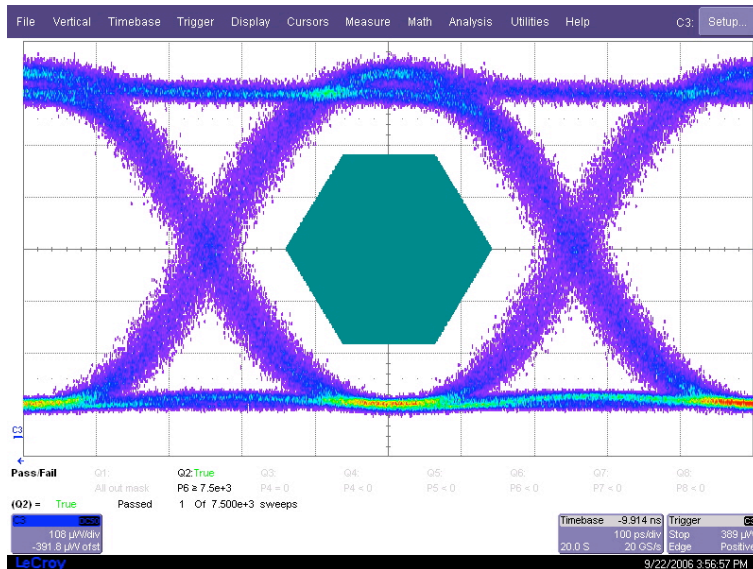 File Vertical Timebase Trigger Display Cursors Measure Math Analysis Utilities Help C3: Setup...
C3
Pass/Fail Q1: Q2:True Q3: Q4: Q5: Q6: Q7: Q8:
All out mask P6 ≥ 7.5e+3 P4 = 0 P4 < 0 P5 < 0 P6 < 0 P7 < 0 P8 < 0
(Q2) = True Passed 1 Of 7.500e+3 sweeps
C3
Timebase -9.914 ns Trigger
108 µW/div 100 ps/div Stop 389 µW
-391.8 µW ofst 20.0 S 20 GS/s Edge Positive
LeCroy 9/22/2006 3:56:57 PM